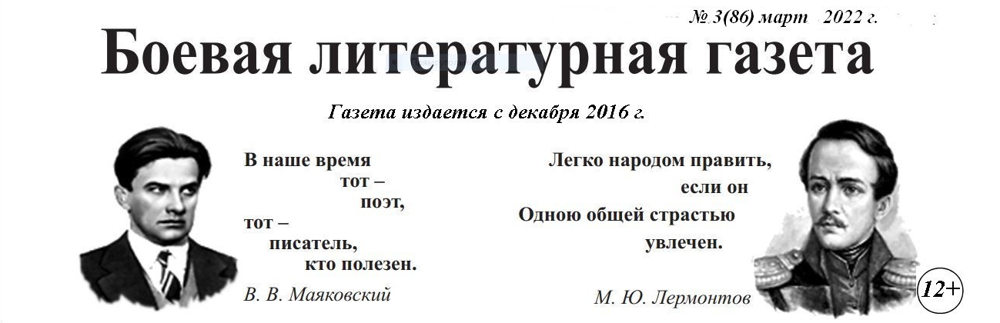 № 3(86) март 2022 г.
Боевая литературная газета
Газета издается с декабря 2016 г.
В наше время
тот –
поэт,
тот –
писатель,
кто полезен.
В. В. Маяковский
Легко народом править,
если он
Одною общей страстью
увлечен.
М. Ю. Лермонтов
12+